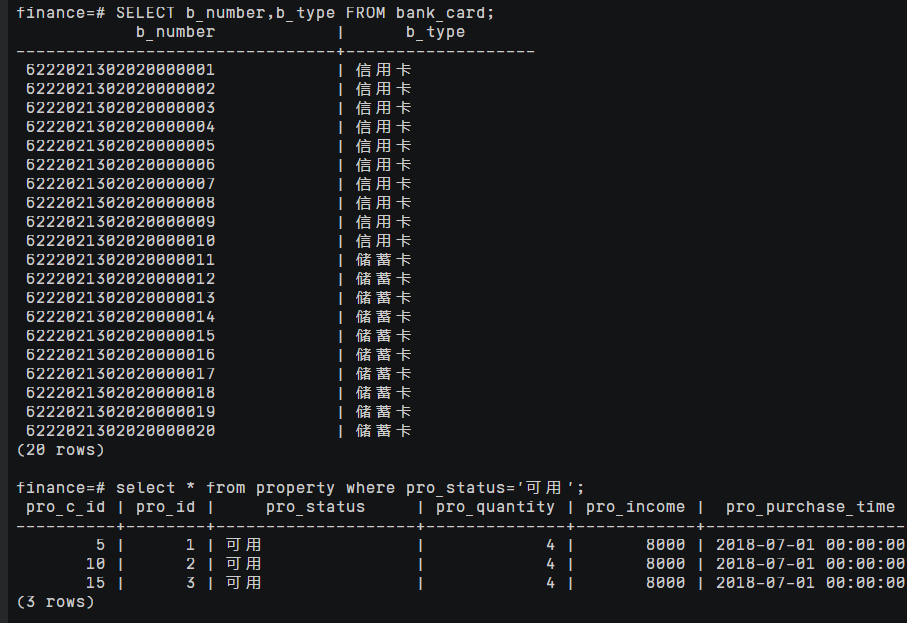 finance=# SELECT b_number,b_type FROM bank_card;
            b_number            |       b_type
--------------------------------+-------------------
 6222021302020000001            | 信用卡
 6222021302020000002            | 信用卡
 6222021302020000003            | 信用卡
 6222021302020000004            | 信用卡
 6222021302020000005            | 信用卡
 6222021302020000006            | 信用卡
 6222021302020000007            | 信用卡
 6222021302020000008            | 信用卡
 6222021302020000009            | 信用卡
 6222021302020000010            | 信用卡
 6222021302020000011            | 储蓄卡
 6222021302020000012            | 储蓄卡
 6222021302020000013            | 储蓄卡
 6222021302020000014            | 储蓄卡
 6222021302020000015            | 储蓄卡
 6222021302020000016            | 储蓄卡
 6222021302020000017            | 储蓄卡
 6222021302020000018            | 储蓄卡
 6222021302020000019            | 储蓄卡
 6222021302020000020            | 储蓄卡
(20 rows)

finance=# select * from property where pro_status='可用';
 pro_c_id | pro_id |     pro_status     | pro_quantity | pro_income |  pro_purchase_time
----------+--------+--------------------+--------------+------------+--------------------
        5 |      1 | 可用               |            4 |       8000 | 2018-07-01 00:00:00
       10 |      2 | 可用               |            4 |       8000 | 2018-07-01 00:00:00
       15 |      3 | 可用               |            4 |       8000 | 2018-07-01 00:00:00
(3 rows)